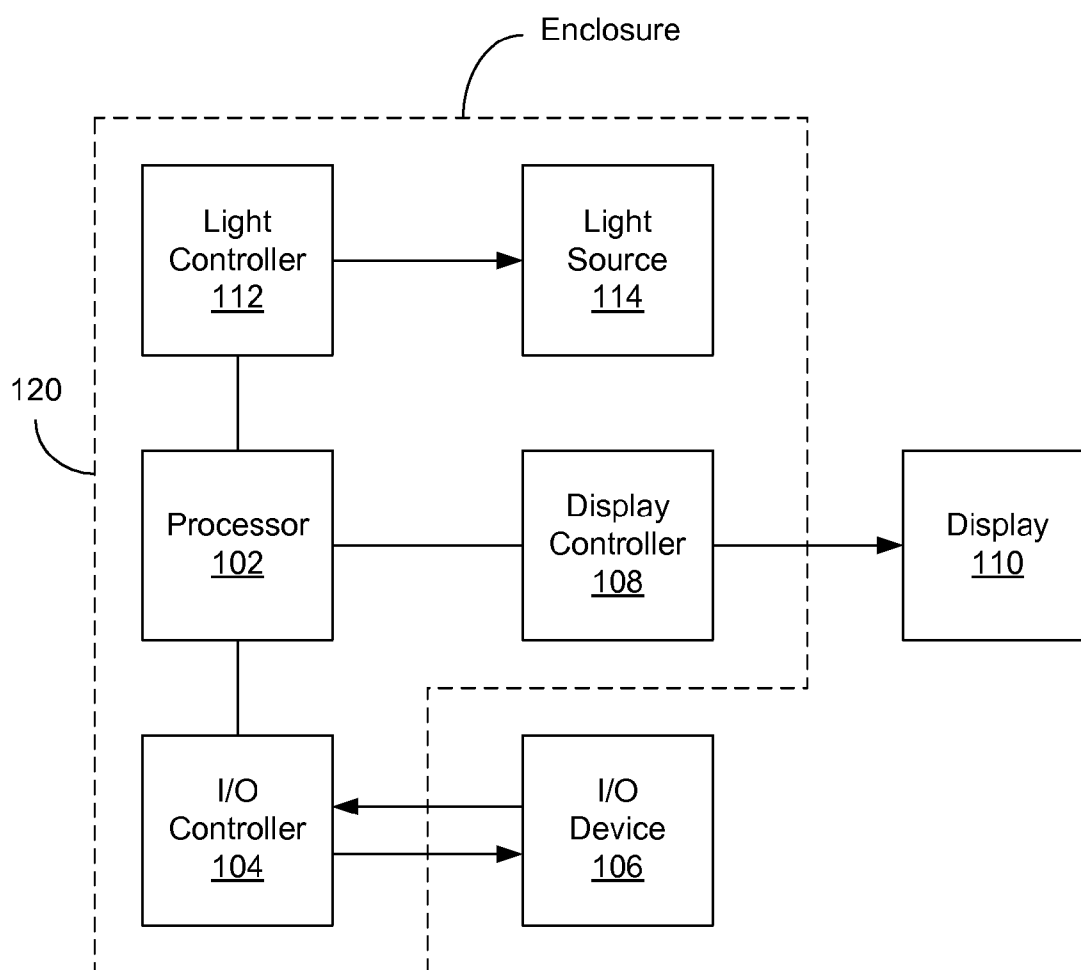 Enclosure
Light
Controller
112
Light
Source
114
120
Processor
102
Display
Controller
108
Display
110
I/O
Controller
104
I/O
Device
106